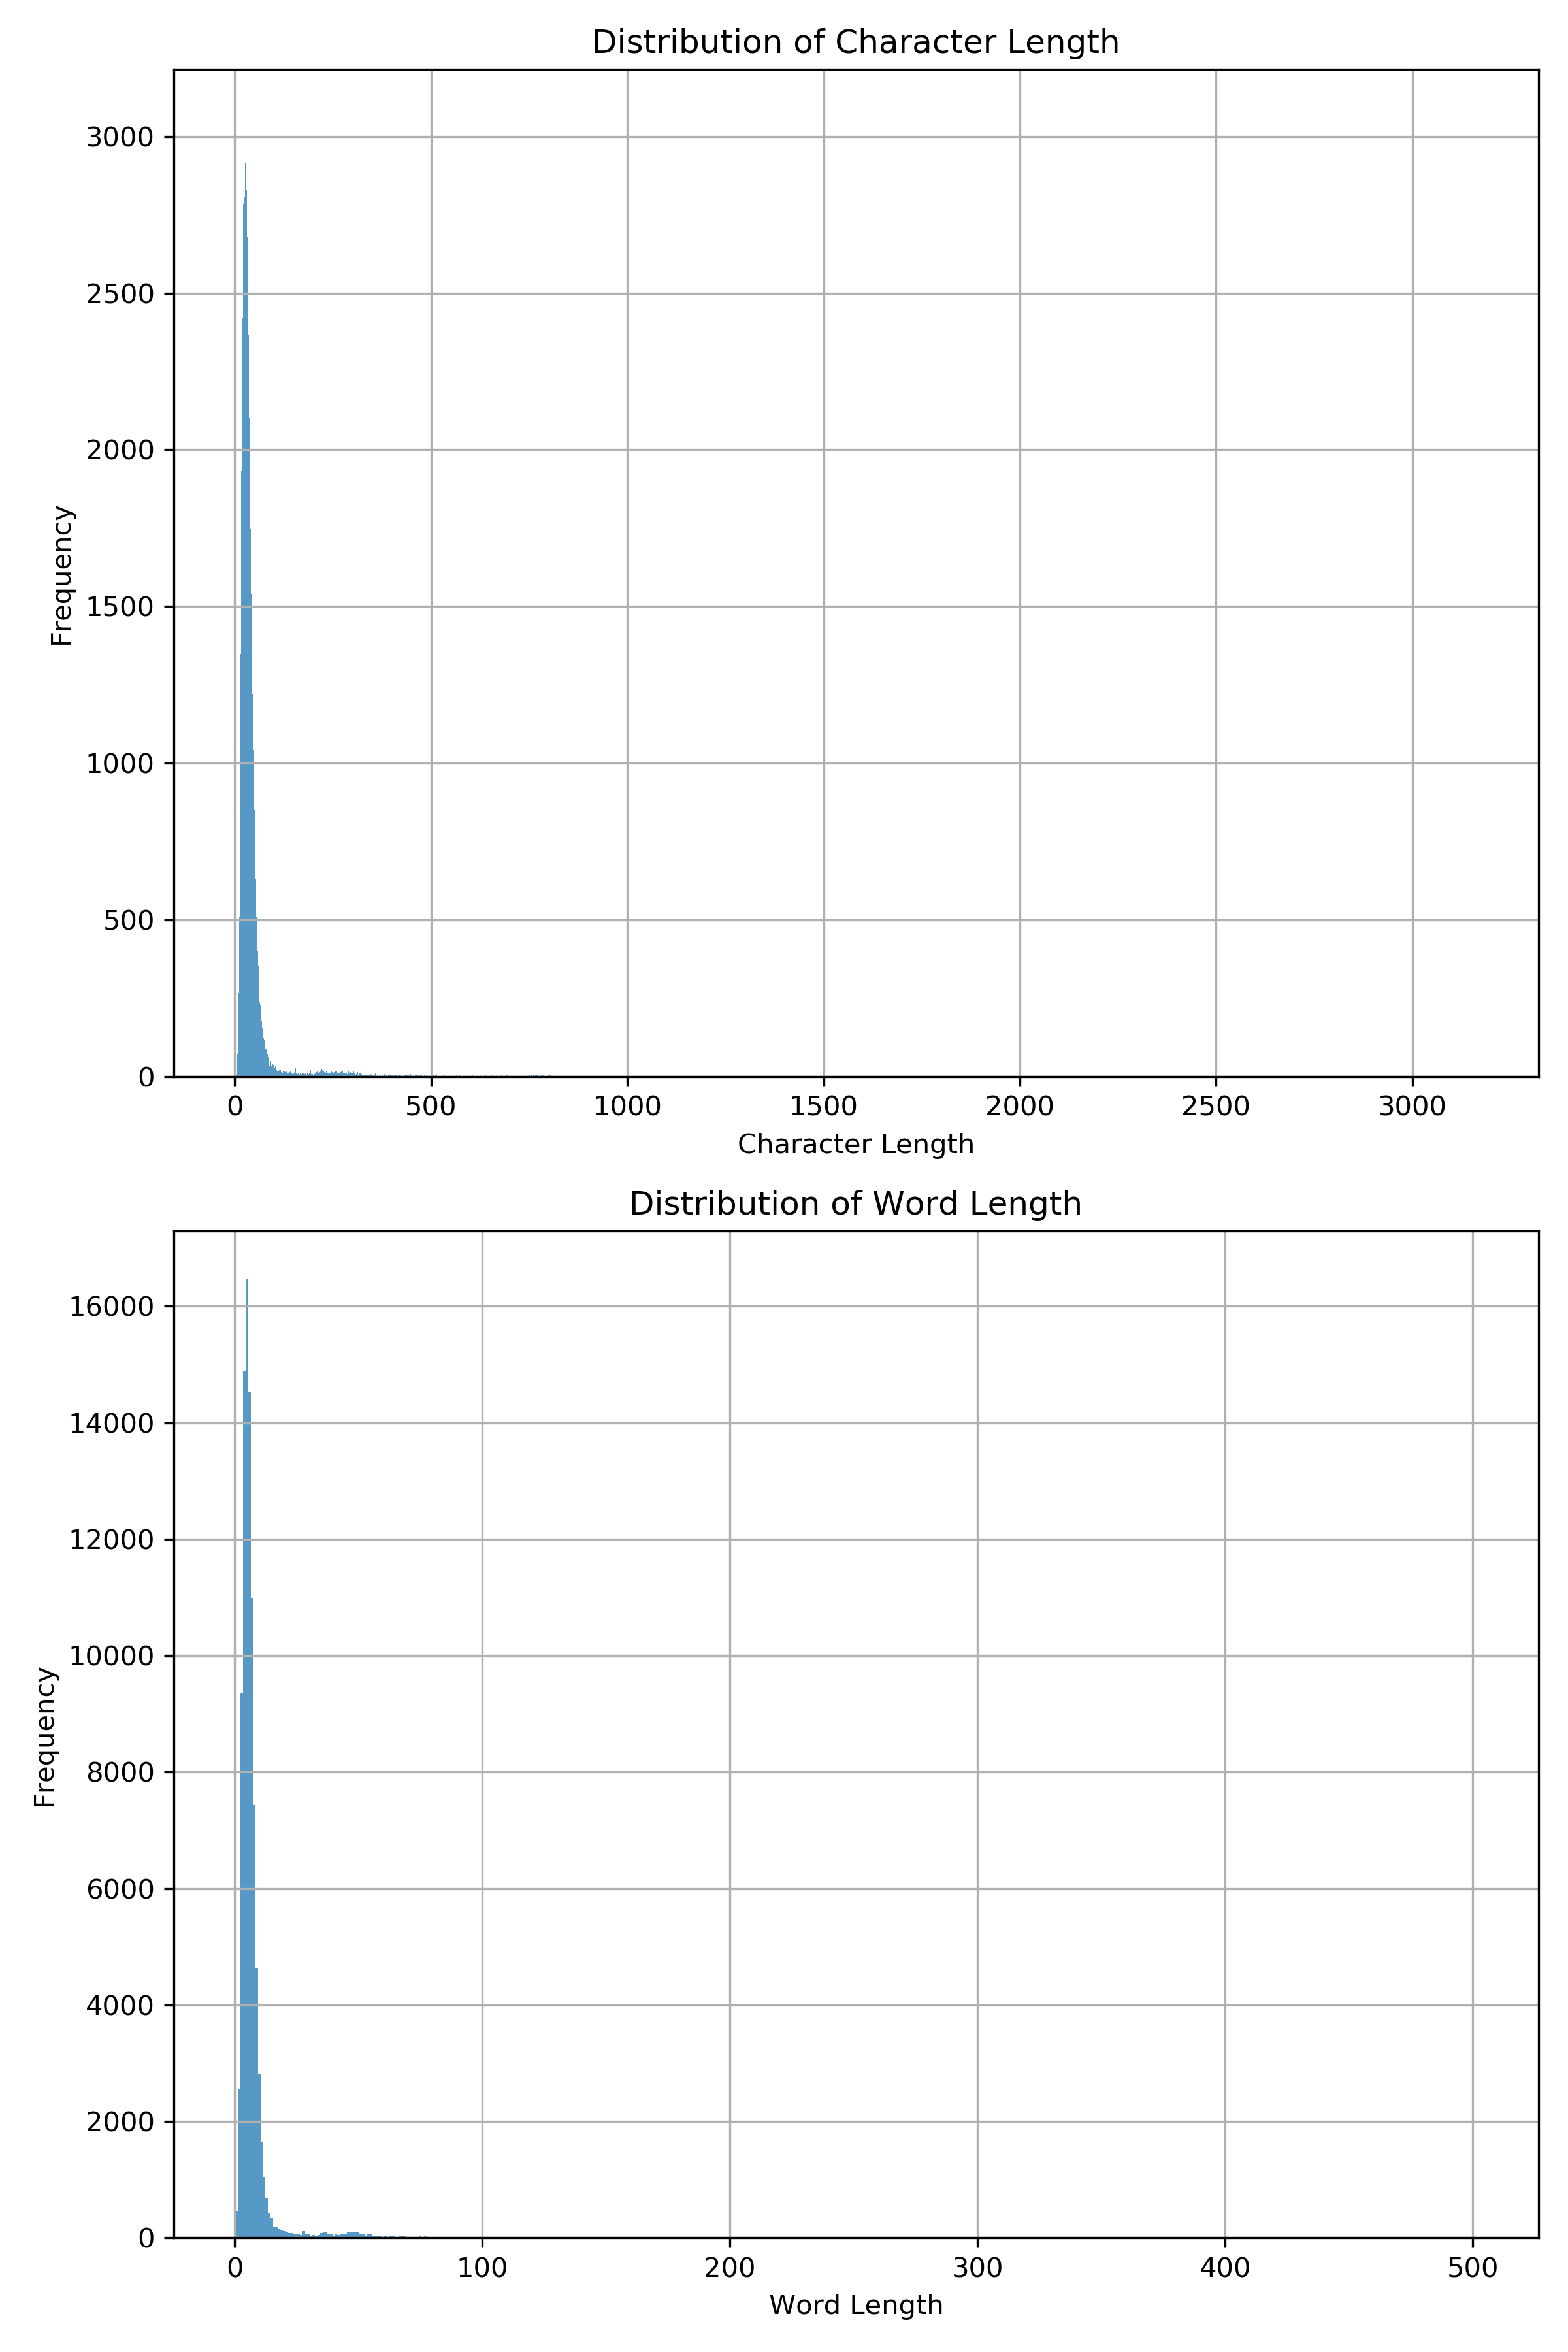 Distribution of Character Length
3000
2500
2000
1500
1000
500
0
Frequency
0 500 1000 1500 2000 2500 3000
Character Length
Distribution of Word Length
16000
14000
12000
10000
8000
6000
4000
2000
0
Frequency
0 100 200 300 400 500
Word Length